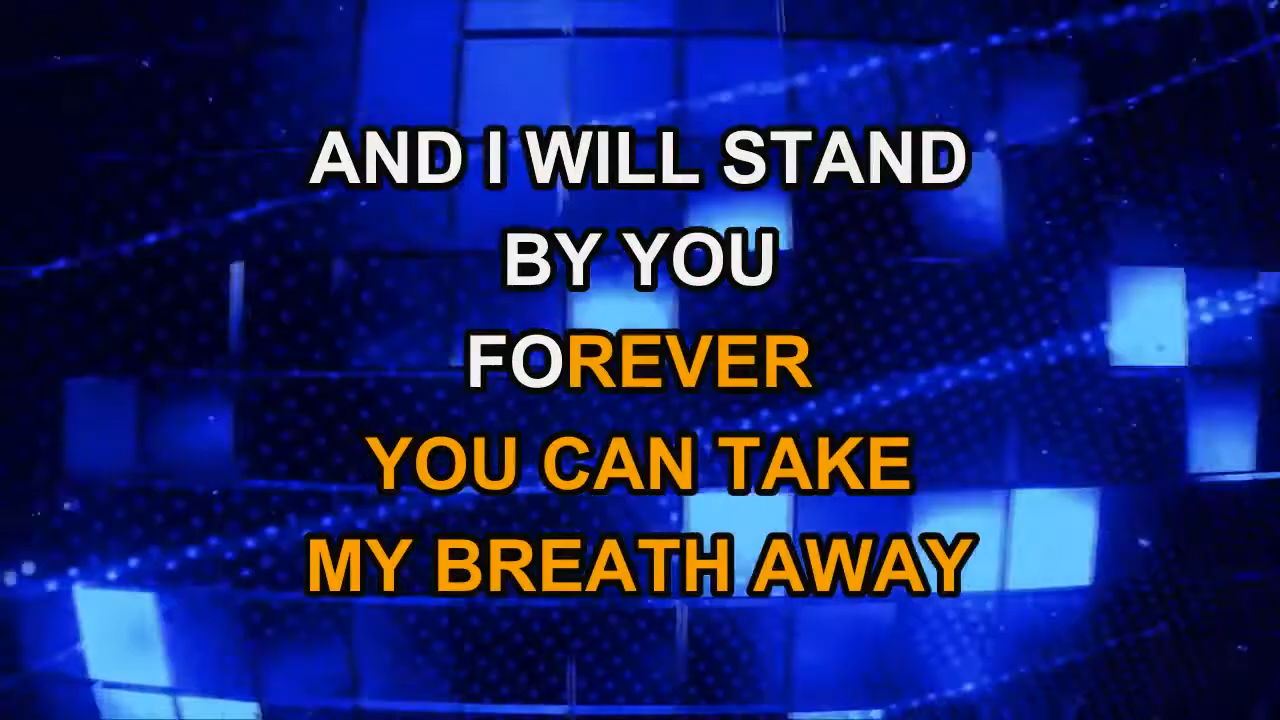 AND I WILL STAND
BY YOU
FOREVER
YOU CAN TAKE
MY BREATH AWAY